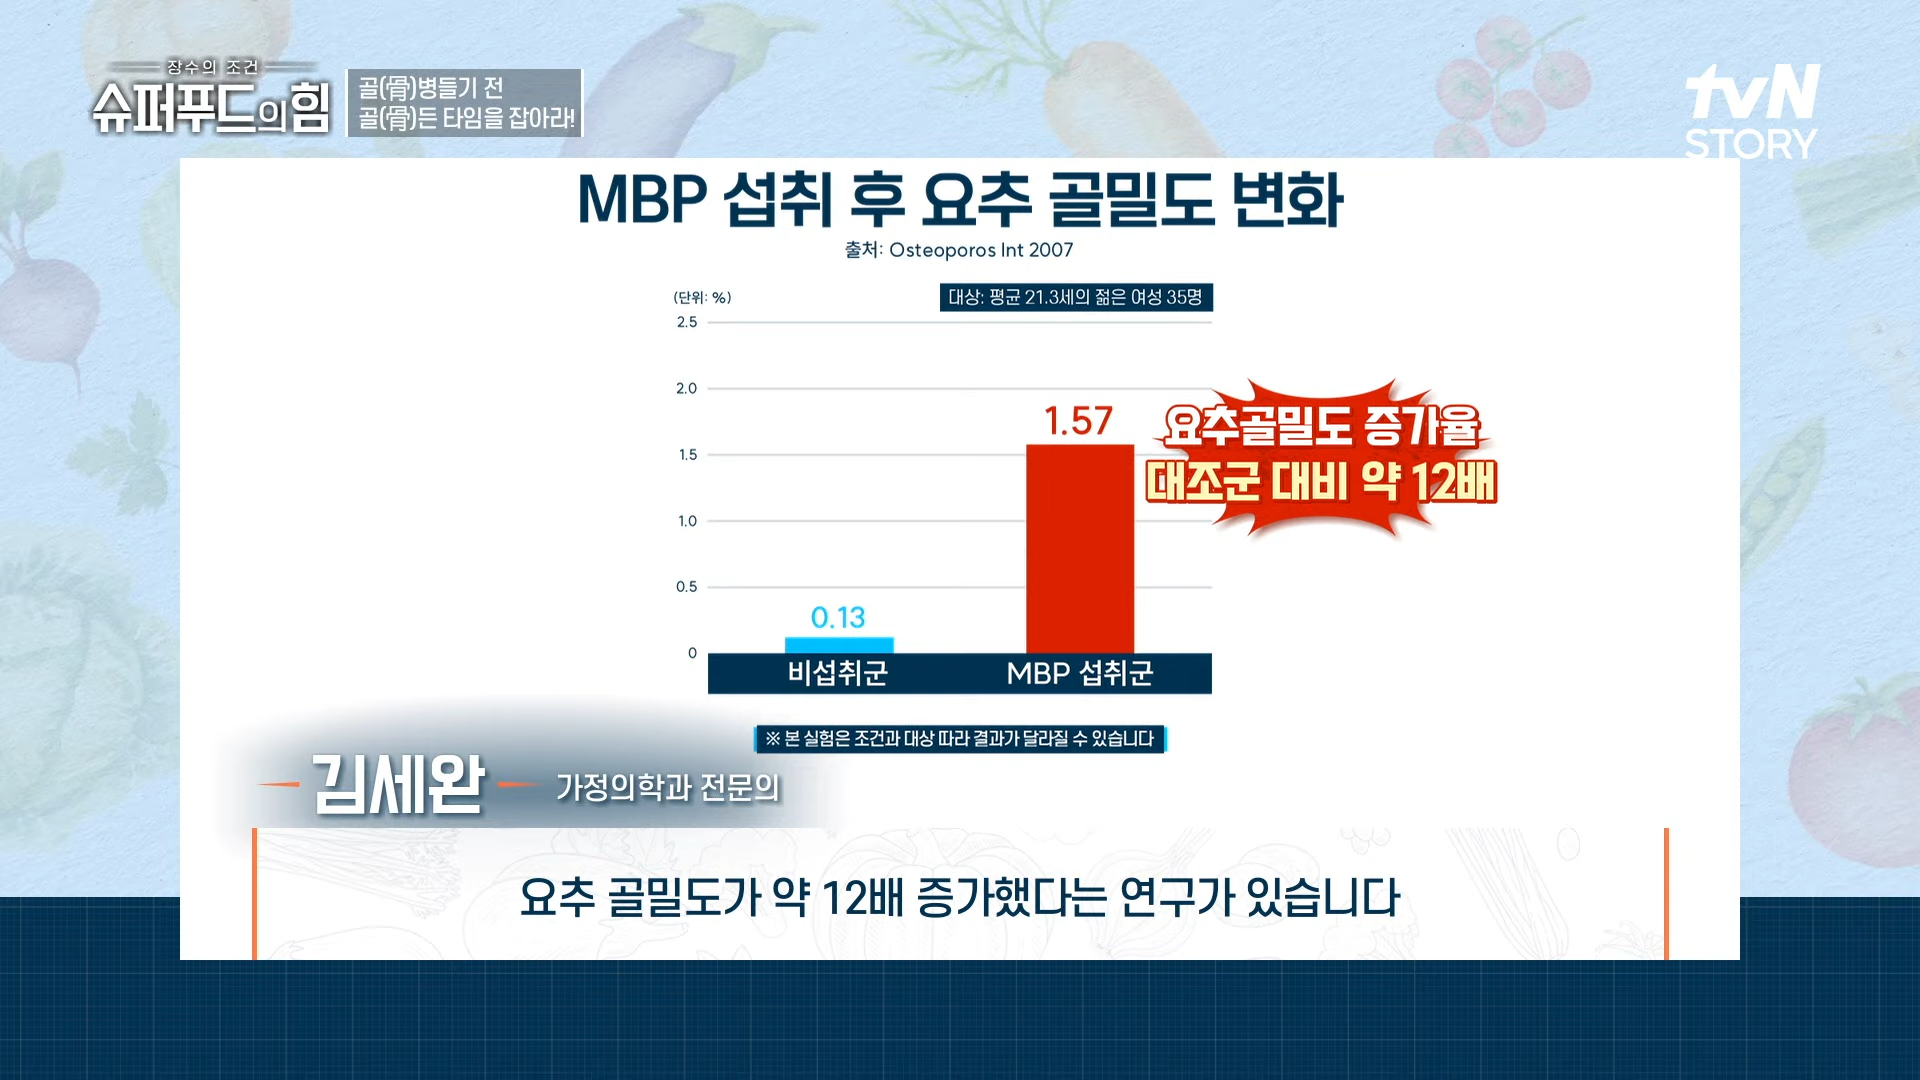 장수의 조건
슈퍼푸드의 힘
골(骨)병들기 전
골(骨)든 타임을 잡아라!
tvN
STORY
MBP 섭취 후 요추 골밀도 변화
출처: Osteoporos Int 2007
(단위: %)
대상: 평균 21.3세의 젊은 여성 35명
2.5
2.0
1.57
요추골밀도 증가율
대조군 대비 약 12배
1.5
1.0
0.5
0.13
0
비섭취군
MBP 섭취군
※ 본 실험은 조건과 대상 따라 결과가 달라질 수 있습니다
김세완
가정의학과 전문의
요추 골밀도가 약 12배 증가했다는 연구가 있습니다